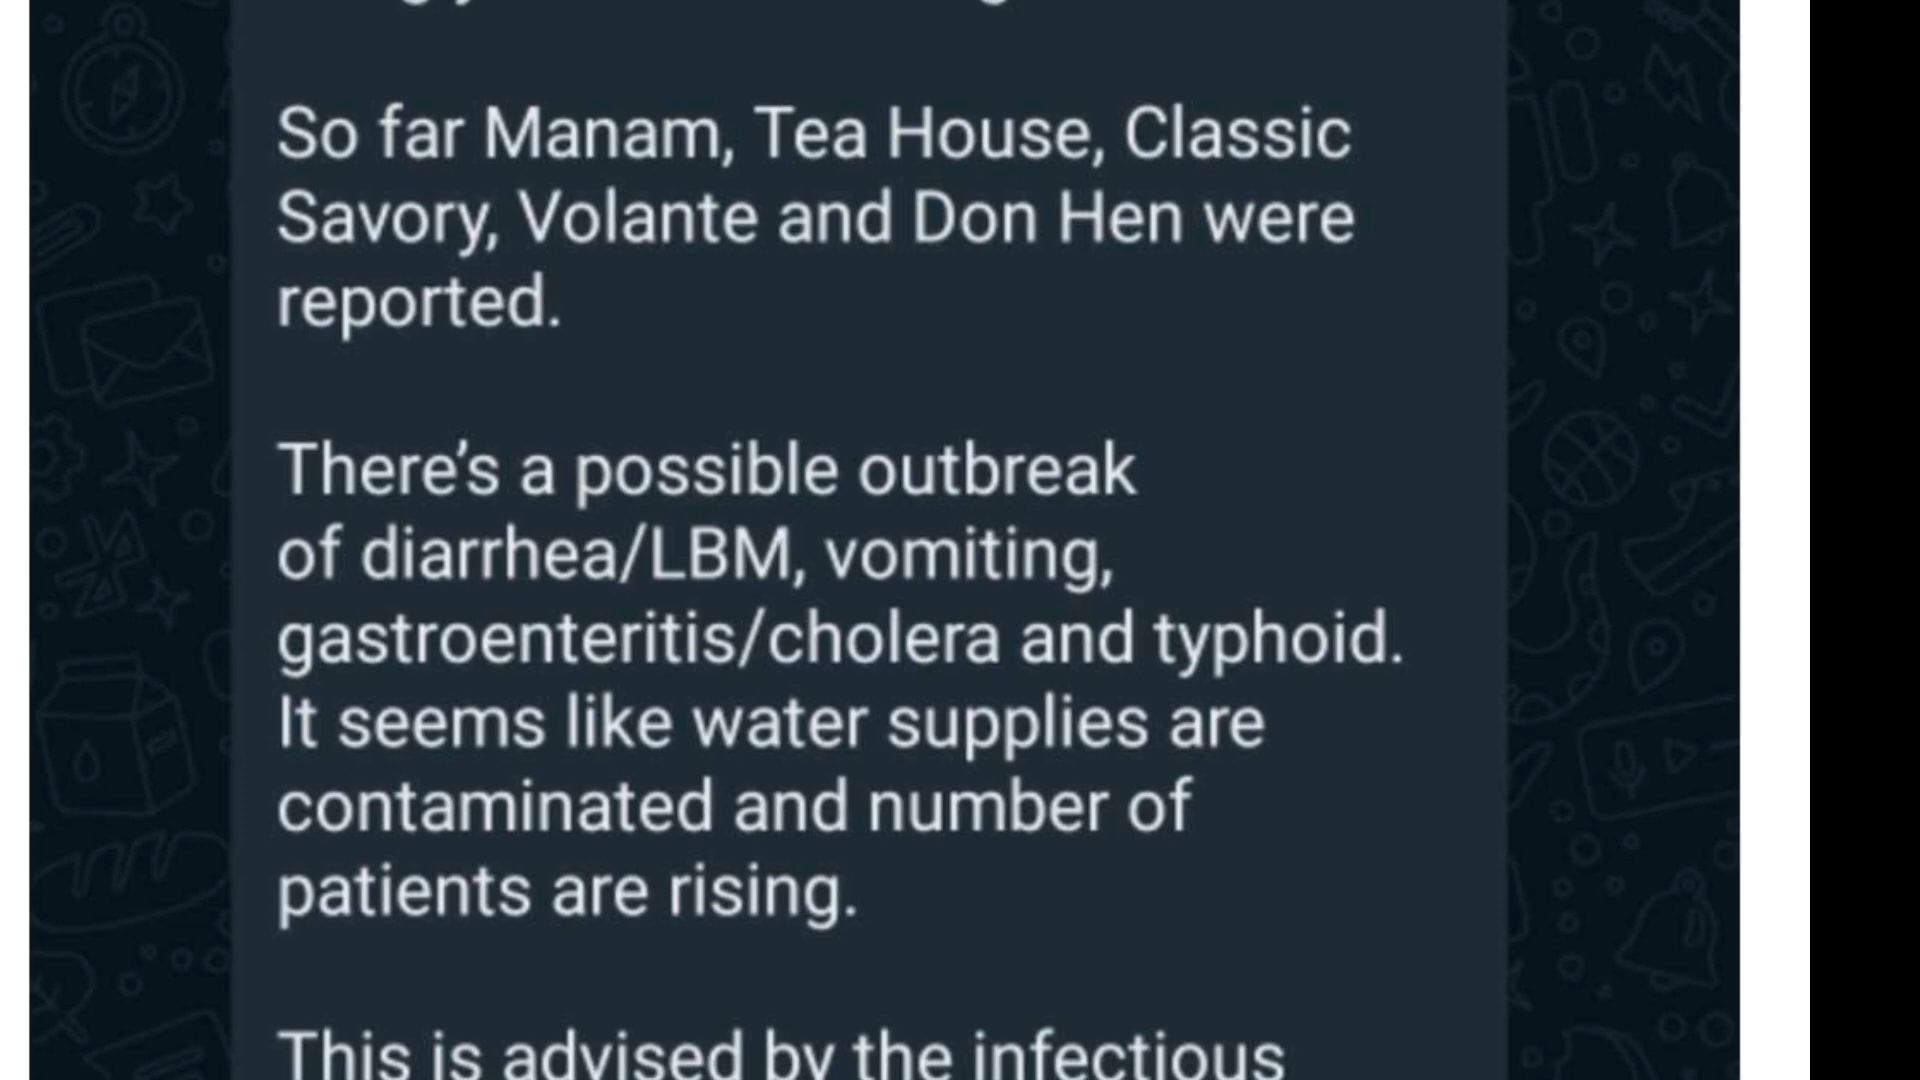 So far Manam, Tea House, Classic
Savory, Volante and Don Hen were
reported.
There’s a possible outbreak
of diarrhea/LBM, vomiting,
gastroenteritis/cholera and typhoid.
It seems like water supplies are
contaminated and number of
patients are rising.
This is advised by the infectious